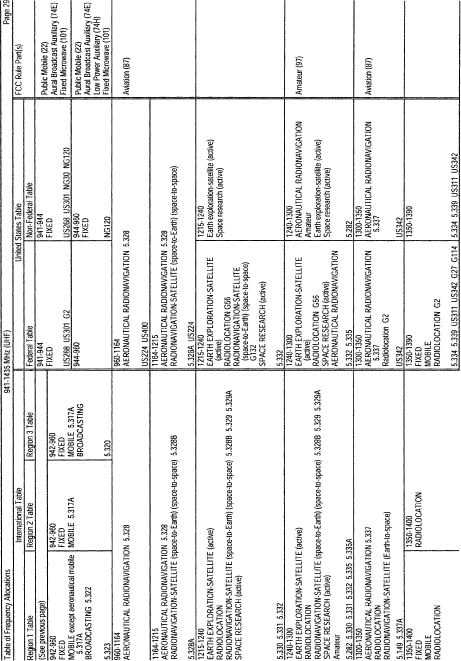 Table of Frequency Allocations
941-1435 MHz (UHF)
Page 29
International Table
United States Table
FCC Rule Part(s)
Region 1 Table
Region 2 Table
Region 3 Table
Federal Table
Non-Federal Table
(See previous page)
942-960
FIXED
MOBILE except aeronautical mobile
5.317A
BROADCASTING 5.322
5.323
942-960
FIXED
MOBILE 5.317A
942-960
FIXED
MOBILE 5.317A
BROADCASTING
5.320
941-944
FIXED
US268 US301 G2
944-960
941-944
FIXED
US268 US301 NG30 NG120
944-960
FIXED
NG120
Public Mobile (22)
Aural Broadcast Auxiliary (74E)
Fixed Microwave (101)
Public Mobile (22)
Aural Broadcast Auxiliary (74E)
Low Power Auxiliary (74H)
Fixed Microwave (101)
960-1164
AERONAUTICAL RADIONAVIGATION 5.328
960-1164
AERONAUTICAL RADIONAVIGATION 5.328
US224 US400
Aviation (87)
1164-1215
AERONAUTICAL RADIONAVIGATION 5.328
RADIONAVIGATION-SATELLITE (space-to-Earth) (space-to-space) 5.328B
5.328A
1164-1215
AERONAUTICAL RADIONAVIGATION 5.328
RADIONAVIGATION-SATELLITE (space-to-Earth) (space-to-space)
5.328A US224
1215-1240
EARTH EXPLORATION-SATELLITE (active)
RADIOLOCATION
RADIONAVIGATION-SATELLITE (space-to-Earth) (space-to-space) 5.328B 5.329 5.329A
SPACE RESEARCH (active)
5.330 5.331 5.332
1215-1240
EARTH EXPLORATION-SATELLITE
(active)
RADIOLOCATION G56
RADIONAVIGATION-SATELLITE
(space-to-Earth) (space-to-space)
G132
SPACE RESEARCH (active)
5.332
1215-1240
Earth exploration-satellite (active)
Space research (active)
1240-1300
EARTH EXPLORATION-SATELLITE (active)
RADIOLOCATION
RADIONAVIGATION-SATELLITE (space-to-Earth) (space-to-space) 5.328B 5.329 5.329A
SPACE RESEARCH (active)
Amateur
5.282 5.330 5.331 5.332 5.335 5.335A
1240-1300
EARTH EXPLORATION-SATELLITE
(active)
RADIOLOCATION G56
SPACE RESEARCH (active)
AERONAUTICAL RADIONAVIGATION
5.332 5.335
1240-1300
AERONAUTICAL RADIONAVIGATION
Amateur
Earth exploration-satellite (active)
Space research (active)
5.282
Amateur (97)
1300-1350
AERONAUTICAL RADIONAVIGATION 5.337
RADIOLOCATION
RADIONAVIGATION-SATELLITE (Earth-to-space)
5.149 5.337A
1300-1350
AERONAUTICAL RADIONAVIGATION
5.337
Radiolocation G2
US342
1300-1350
AERONAUTICAL RADIONAVIGATION
5.337
US342
Aviation (87)
1350-1400
FIXED
MOBILE
RADIOLOCATION
1350-1400
RADIOLOCATION
1350-1390
FIXED
MOBILE
RADIOLOCATION G2
5.334 5.339 US311 US342 G27 G114
1350-1390
5.334 5.339 US311 US342